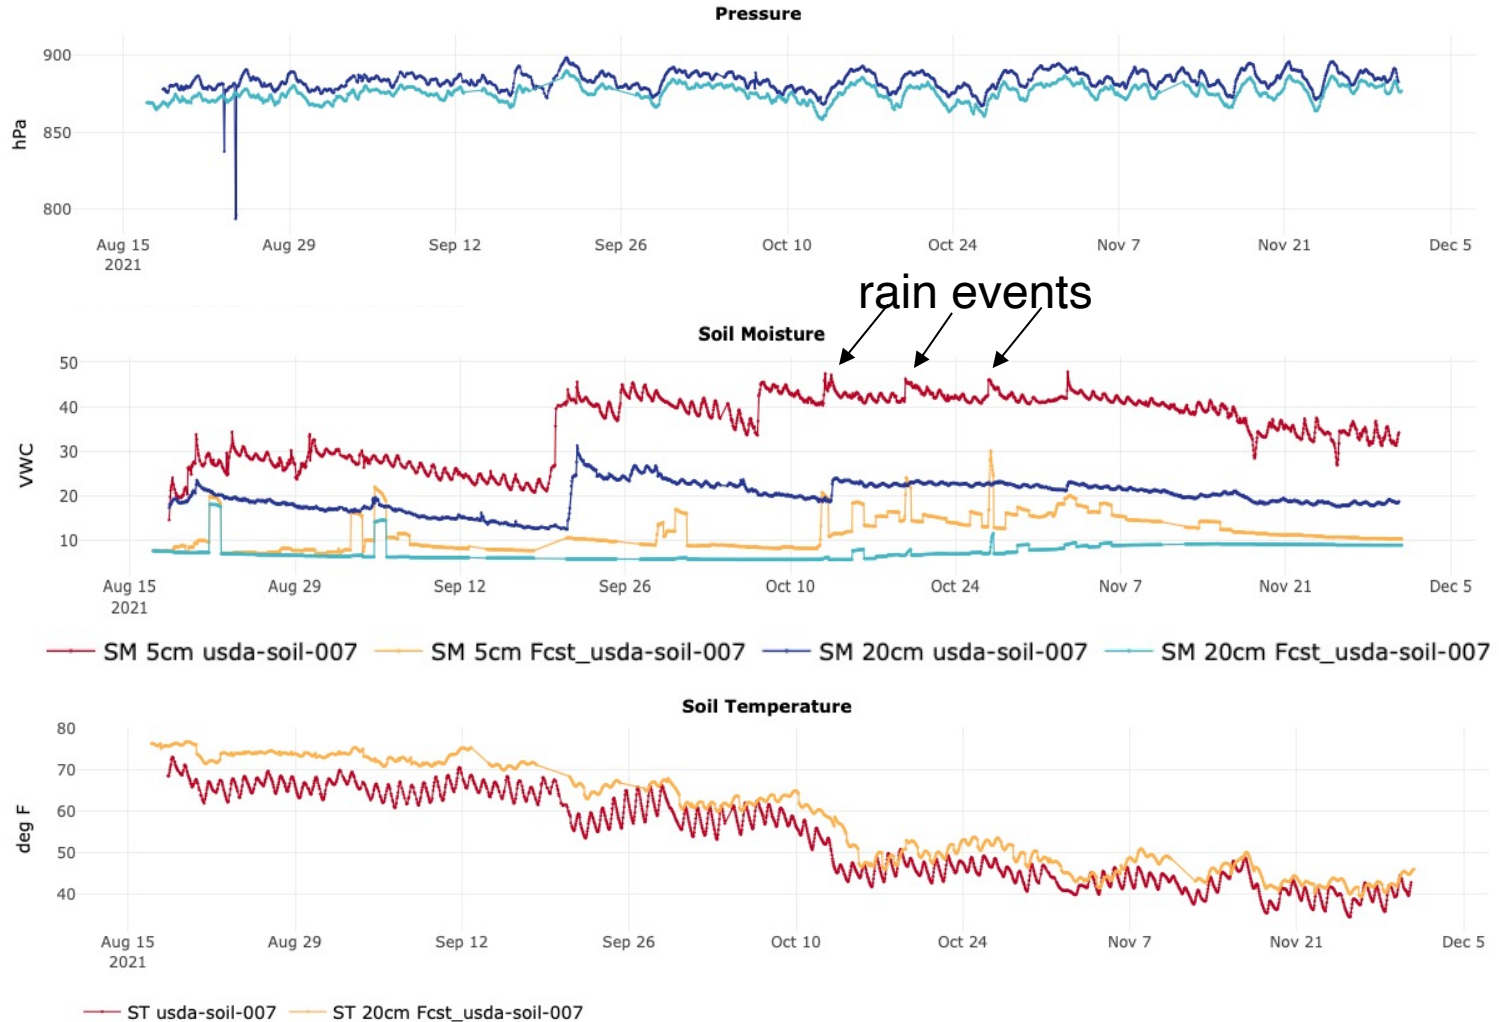 Pressure
900
850
800
hPa
Aug 15 Aug 29 Sep 12 Sep 26 Oct 10 Oct 24 Nov 7 Nov 21 Dec 5
2021
rain events
Soil Moisture
50
40
30
20
10
VWC
Aug 15 Aug 29 Sep 12 Sep 26 Oct 10 Oct 24 Nov 7 Nov 21 Dec 5
2021
SM 5cm usda-soil-007 SM 5cm Fcst_usda-soil-007 SM 20cm usda-soil-007 SM 20cm Fcst_usda-soil-007
Soil Temperature
80
70
60
50
40
deg F
Aug 15 Aug 29 Sep 12 Sep 26 Oct 10 Oct 24 Nov 7 Nov 21 Dec 5
2021
ST usda-soil-007 ST 20cm Fcst_usda-soil-007